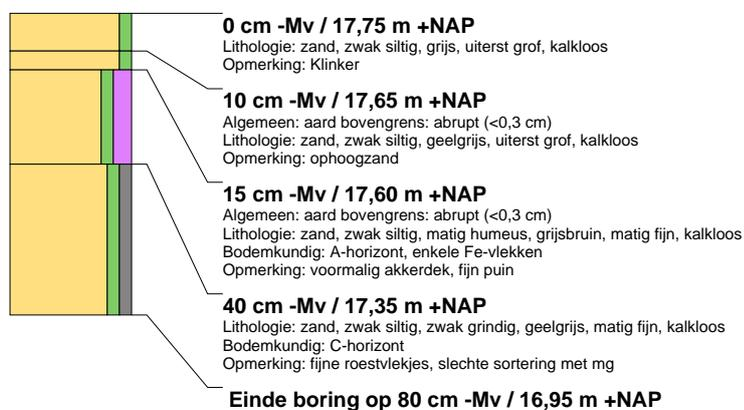 0 cm -Mv / 17,75 m +NAP
Lithologie: zand, zwak siltig, grijs, uiterst grof, kalkloos
Opmerking: Klinker
10 cm -Mv / 17,65 m +NAP
Algemeen: aard bovengrens: abrupt (<0,3 cm)
Lithologie: zand, zwak siltig, geelgrijs, uiterst grof, kalkloos
Opmerking: ophoogzand
15 cm -Mv / 17,60 m +NAP
Algemeen: aard bovengrens: abrupt (<0,3 cm)
Lithologie: zand, zwak siltig, matig humeus, grijsbruin, matig fijn, kalkloos
Bodemkundig: A-horizont, enkele Fe-vlekken
Opmerking: voormalig akkerdek, fijn puin
40 cm -Mv / 17,35 m +NAP
Lithologie: zand, zwak siltig, zwak grindig, geelgrijs, matig fijn, kalkloos
Bodemkundig: C-horizont
Opmerking: fijne roestvlekjes, slechte sortering met mg
Einde boring op 80 cm -Mv / 16,95 m +NAP